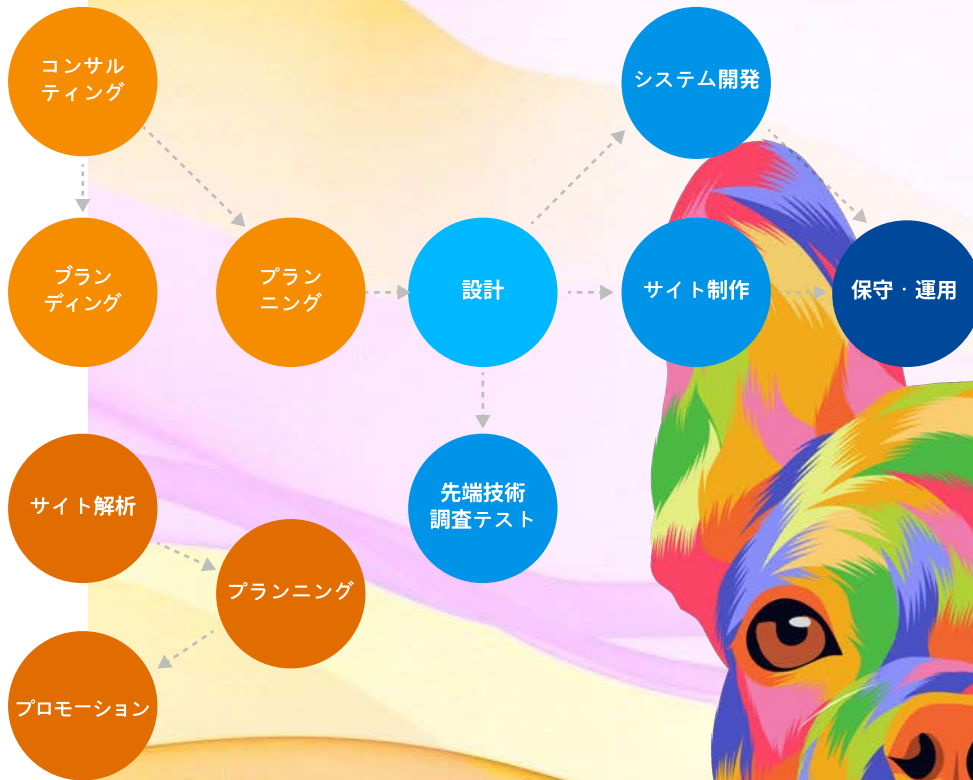 コンサル
ティング
システム開発
ブラン
ディング
プラン
ニング
設計
サイト制作
保守・運用
サイト解析
先端技術
調査テスト
プランニング
プロモーション